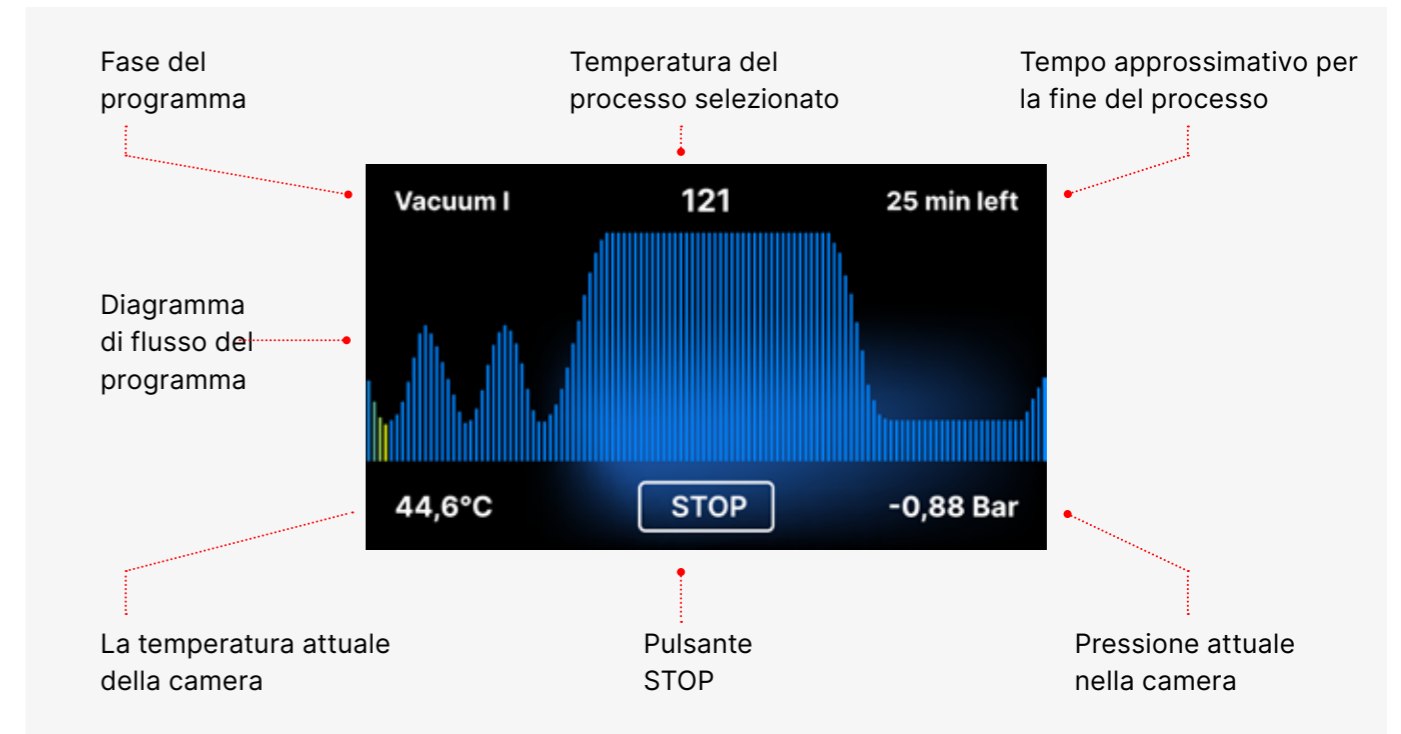 Fase del
programma
Temperatura del
processo selezionato
Tempo approssimativo per
la fine del processo
Vacuum I
121
25 min left
Diagramma
di flusso del
programma
44,6°C
STOP
-0,88 Bar
La temperatura attuale
della camera
Pulsante
STOP
Pressione attuale
nella camera